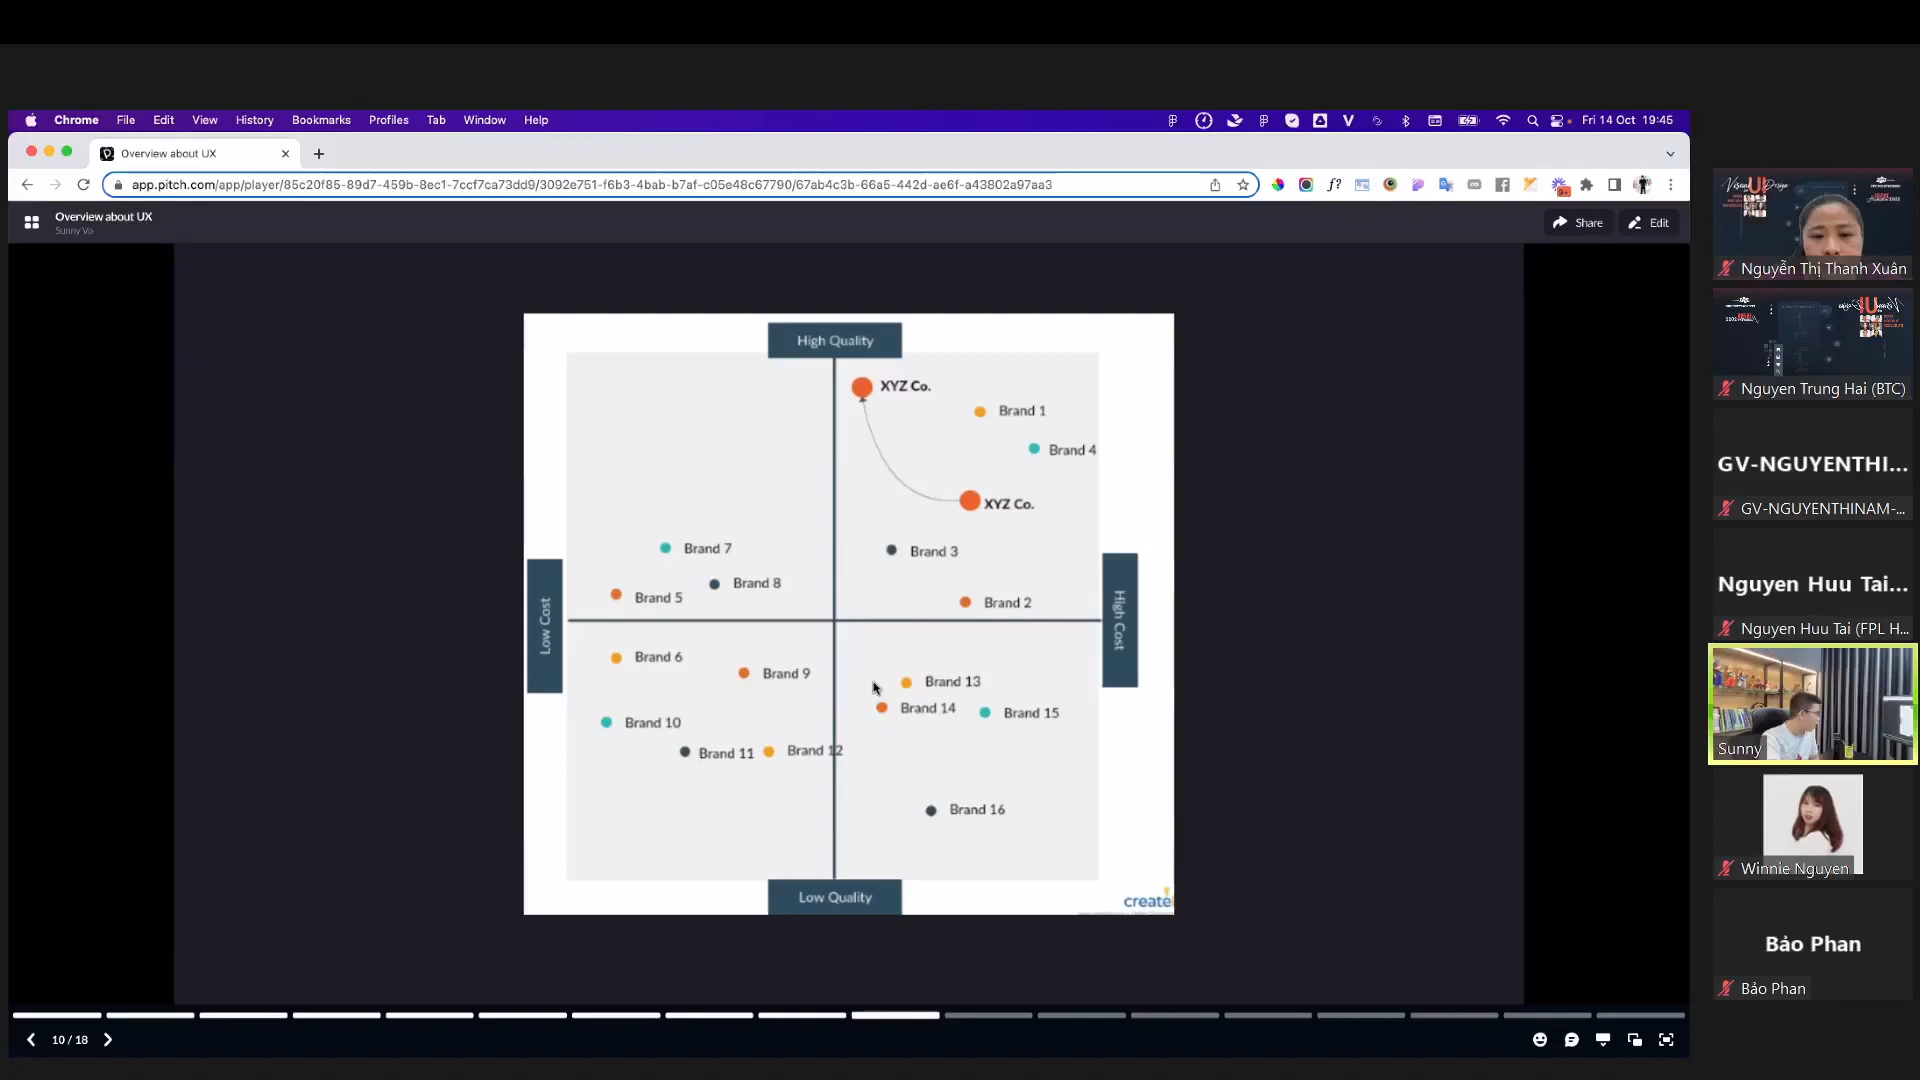 Chrome File Edit View History Bookmarks Profiles Tab Window Help
Fri 14 Oct 19:45
Overview about UX
app.pitch.com/app/player/85c20f85-89d7-459b-8ec1-7ccf7ca73dd9/3092e751-f6b3-4bab-b7af-c05e48c67790/67ab4c3b-66a5-442d-ae6f-a43802a97aa3
Overview about UX
Sunny Vo
Share
Edit
High Quality
XYZ Co.
Brand 1
Brand 4
XYZ Co.
Brand 7
Brand 3
Brand 8
Brand 5
Brand 2
Low Cost
High Cost
Brand 6
Brand 9
Brand 13
Brand 14
Brand 15
Brand 10
Brand 11
Brand 12
Brand 16
Low Quality
create
10 / 18
Nguyễn Thị Thanh Xuân
Nguyen Trung Hai (BTC)
GV-NGUYENTHI...
GV-NGUYENTHINAM-...
Nguyen Huu Tai...
Nguyen Huu Tai (FPL H...
Sunny
Winnie Nguyen
Bảo Phan
Bảo Phan